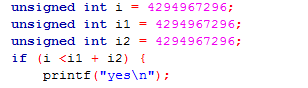 unsigned int i = 4294967296;
unsigned int i1 = 4294967296;
unsigned int i2 = 4294967296;
if (i <i1 + i2) {
printf("yes\n");